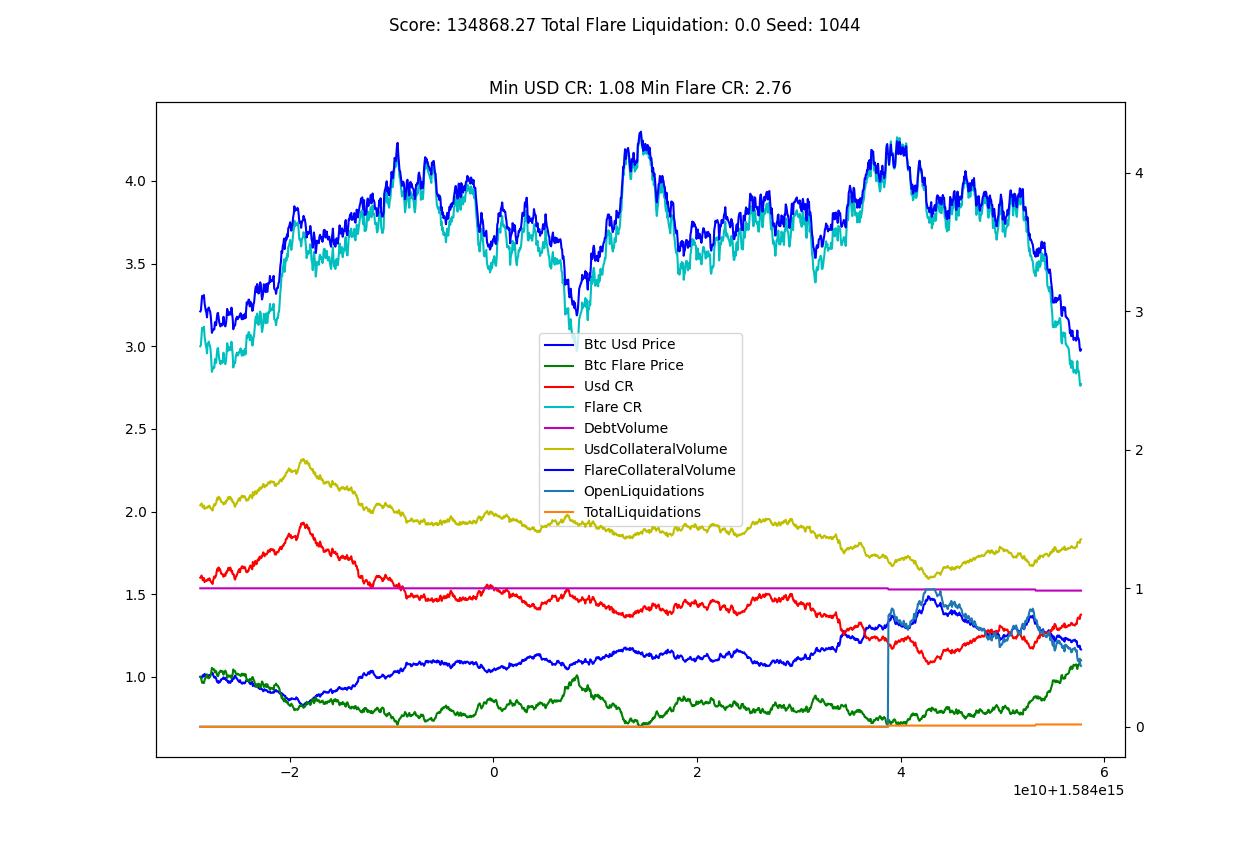 Score: 134868.27 Total Flare Liquidation: 0.0 Seed: 1044
Min USD CR: 1.08 Min Flare CR: 2.76
4.0
3.5
3.0
2.5
2.0
1.5
1.0
4
3
2
1
0
Btc Usd Price
Btc Flare Price
Usd CR
Flare CR
DebtVolume
UsdCollateralVolume
FlareCollateralVolume
OpenLiquidations
TotalLiquidations
−2 0 2 4 6
1e10+1.584e15